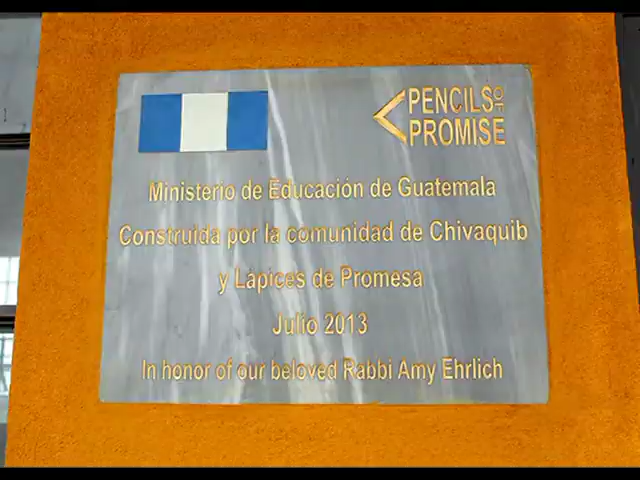 PENCILS OF
PROMISE
Ministerio de Educación de Guatemala
Construida por la comunidad de Chivaquib
y Lápices de Promesa
Julio 2013
In honor of our beloved Rabbi Amy Ehrlich